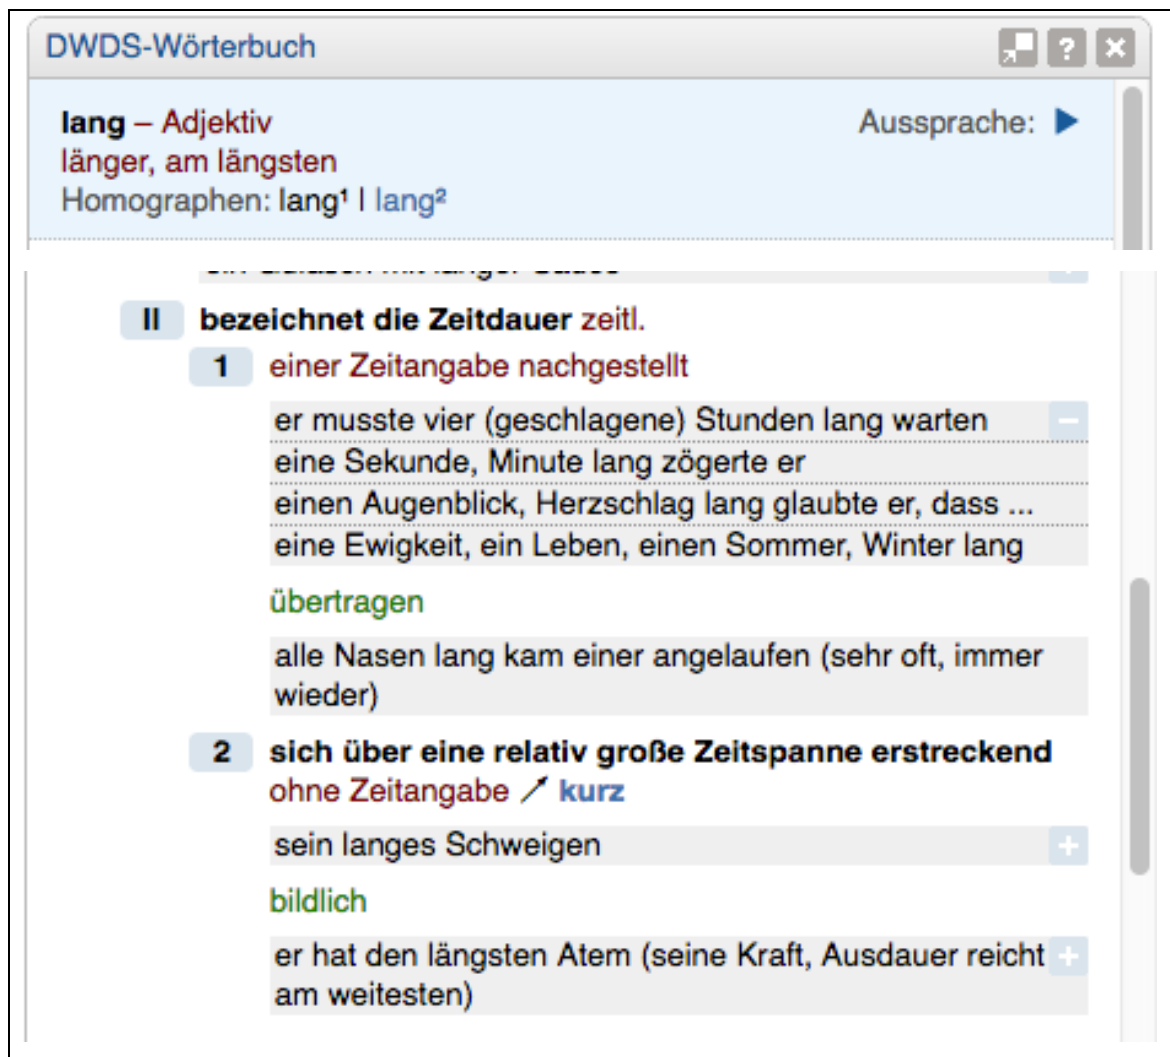 DWDS-Wörterbuch
lang – Adjektiv
Aussprache:
länger, am längsten
Homographen: lang¹ | lang²
II bezeichnet die Zeitdauer zeitl.
1 einer Zeitangabe nachgestellt
er musste vier (geschlagene) Stunden lang warten
eine Sekunde, Minute lang zögerte er
einen Augenblick, Herzschlag lang glaubte er, dass ...
eine Ewigkeit, ein Leben, einen Sommer, Winter lang
übertragen
alle Nasen lang kam einer angelaufen (sehr oft, immer
wieder)
2 sich über eine relativ große Zeitspanne erstreckend
ohne Zeitangabe kurz
sein langes Schweigen
bildlich
er hat den längsten Atem (seine Kraft, Ausdauer reicht
am weitesten)